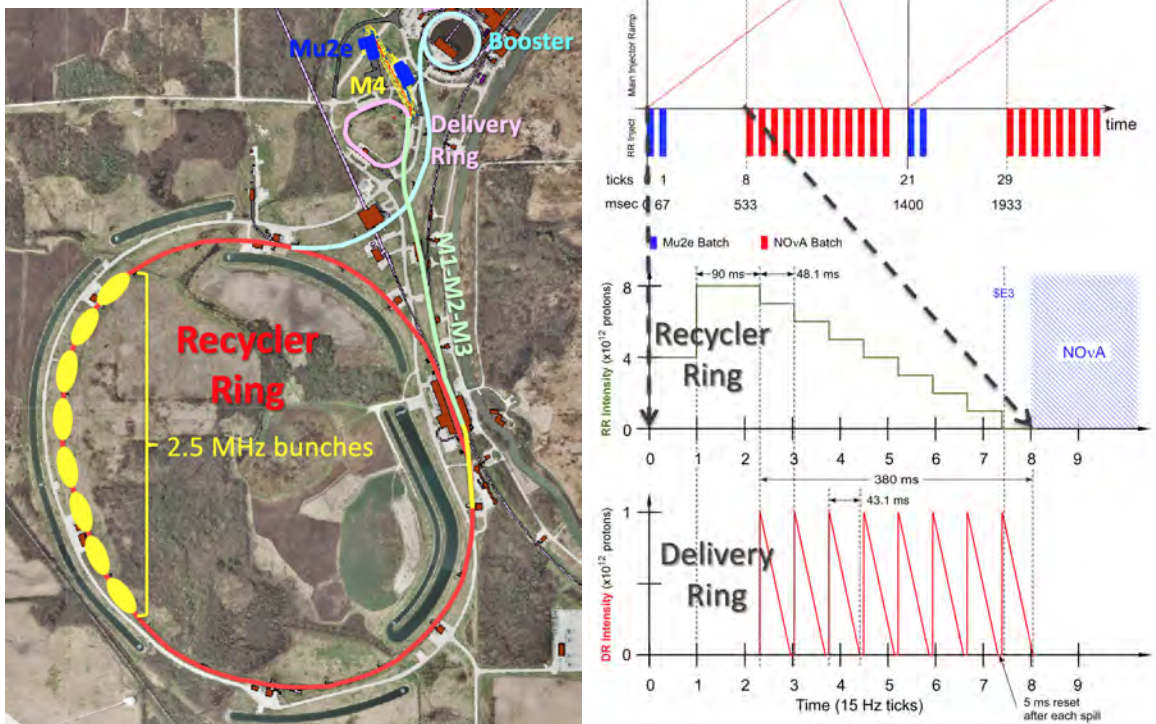 Mu2e
Booster
M4
Delivery
Ring
M1-M2-M3
Recycler
Ring
2.5 MHz bunches
Main Injector Ramp
RR Inject
time
ticks
1
8
21
29
msec
67
533
1400
1933
Mu2e Batch
NOνA Batch
90 ms
48.1 ms
$E3
8
4
0
RR Intensity (x10¹² protons)
Recycler
Ring
NOνA
0 1 2 3 4 5 6 7 8 9
380 ms
43.1 ms
1
0
DR Intensity (x10¹² protons)
Delivery
Ring
0 1 2 3 4 5 6 7 8 9
Time (15 Hz ticks)
5 ms reset
after each spill